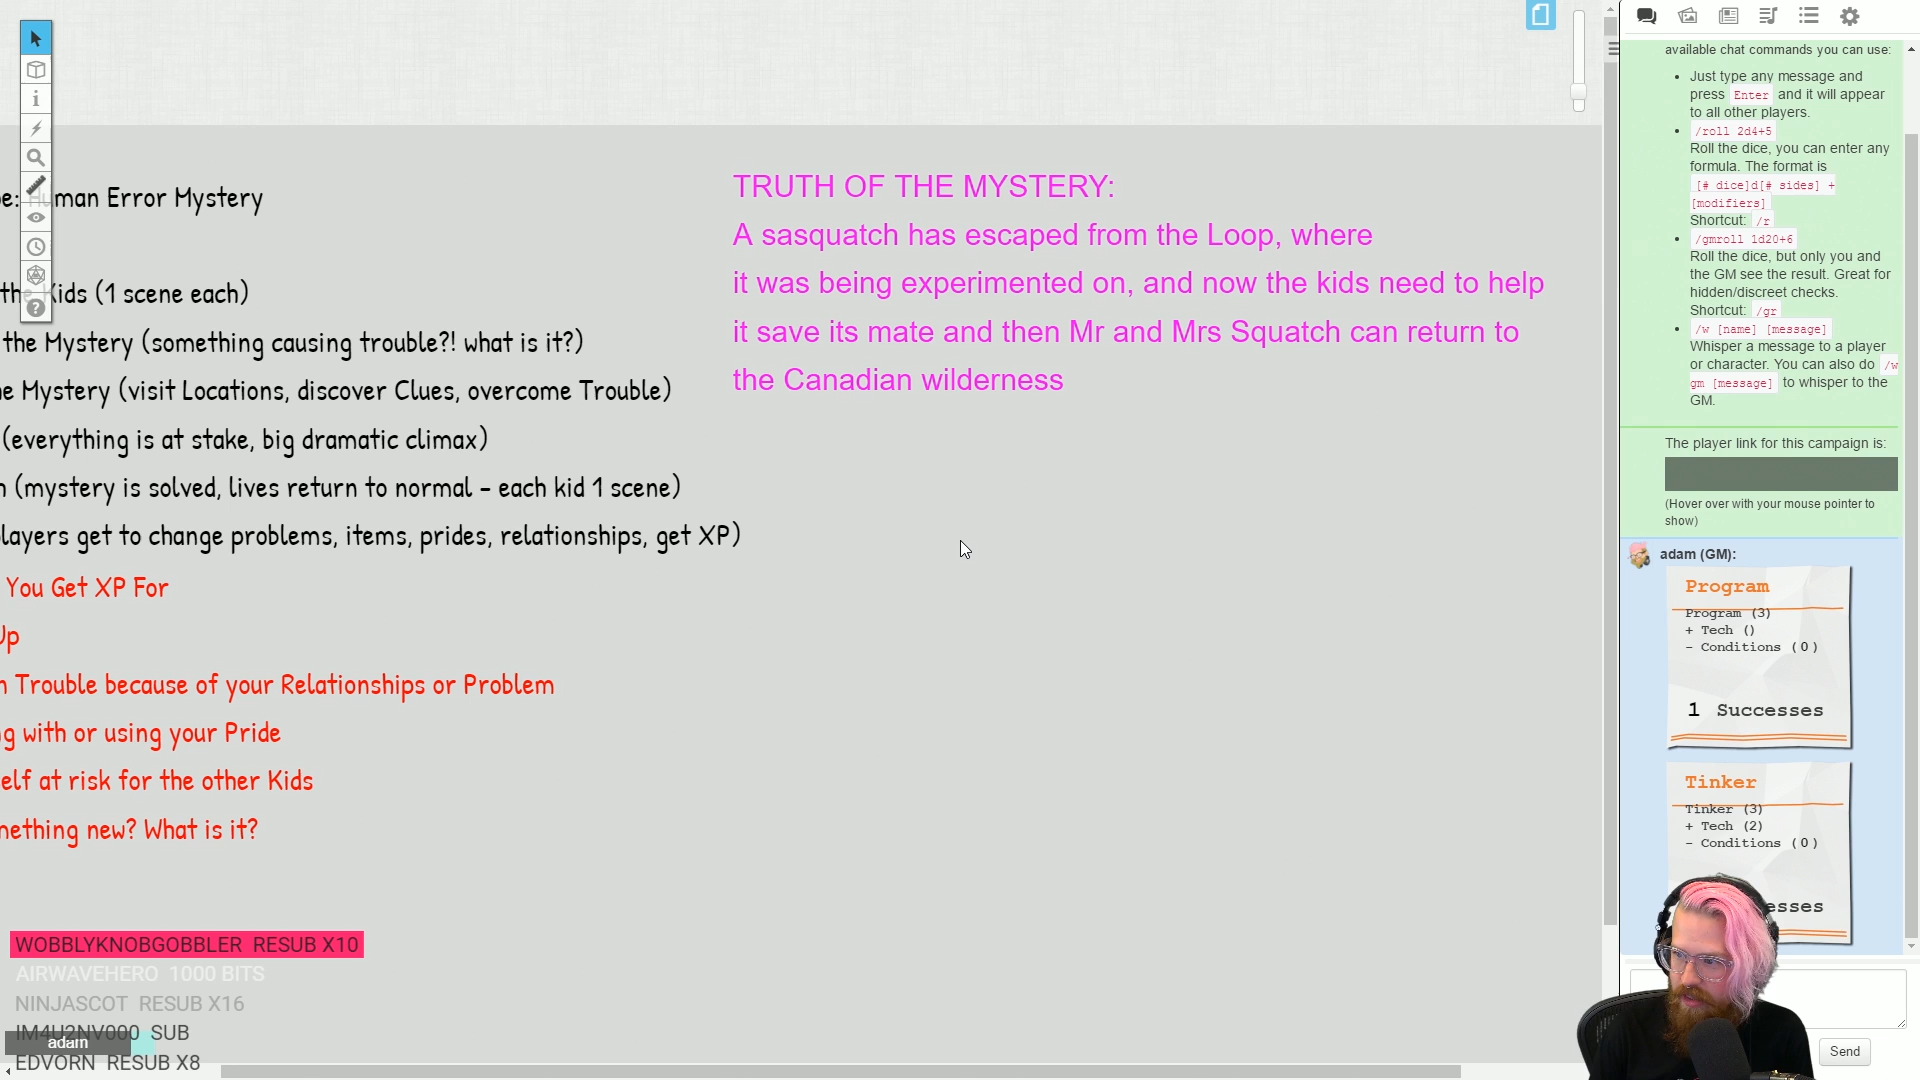 e: Human Error Mystery
the Kids (1 scene each)
the Mystery (something causing trouble?! what is it?)
e Mystery (visit Locations, discover Clues, overcome Trouble)
(everything is at stake, big dramatic climax)
n (mystery is solved, lives return to normal - each kid 1 scene)
layers get to change problems, items, prides, relationships, get XP)
You Get XP For
Up
n Trouble because of your Relationships or Problem
g with or using your Pride
elf at risk for the other Kids
mething new? What is it?
TRUTH OF THE MYSTERY:
A sasquatch has escaped from the Loop, where
it was being experimented on, and now the kids need to help
it save its mate and then Mr and Mrs Squatch can return to
the Canadian wilderness
WOBBLYKNOBGOBBLER RESUB X10
AIRWAVEHERO 1000 BITS
NINJASCOT RESUB X16
IM4U2NV000 SUB
adam
EDVORN RESUB X8
available chat commands you can use:
• Just type any message and
press Enter and it will appear
to all other players.
• /roll 2d4+5
Roll the dice, you can enter any
formula. The format is
[# dice]d[# sides] +
[modifiers]
Shortcut: /r
• /gmroll 1d20+6
Roll the dice, but only you and
the GM see the result. Great for
hidden/discreet checks.
Shortcut: /gr
• /w [name] [message]
Whisper a message to a player
or character. You can also do /w
gm [message] to whisper to the
GM.
The player link for this campaign is:
(Hover over with your mouse pointer to
show)
adam (GM):
Program
Program (3)
+ Tech ()
- Conditions (0)
1 Successes
Tinker
Tinker (3)
+ Tech (2)
- Conditions (0)
esses
Send